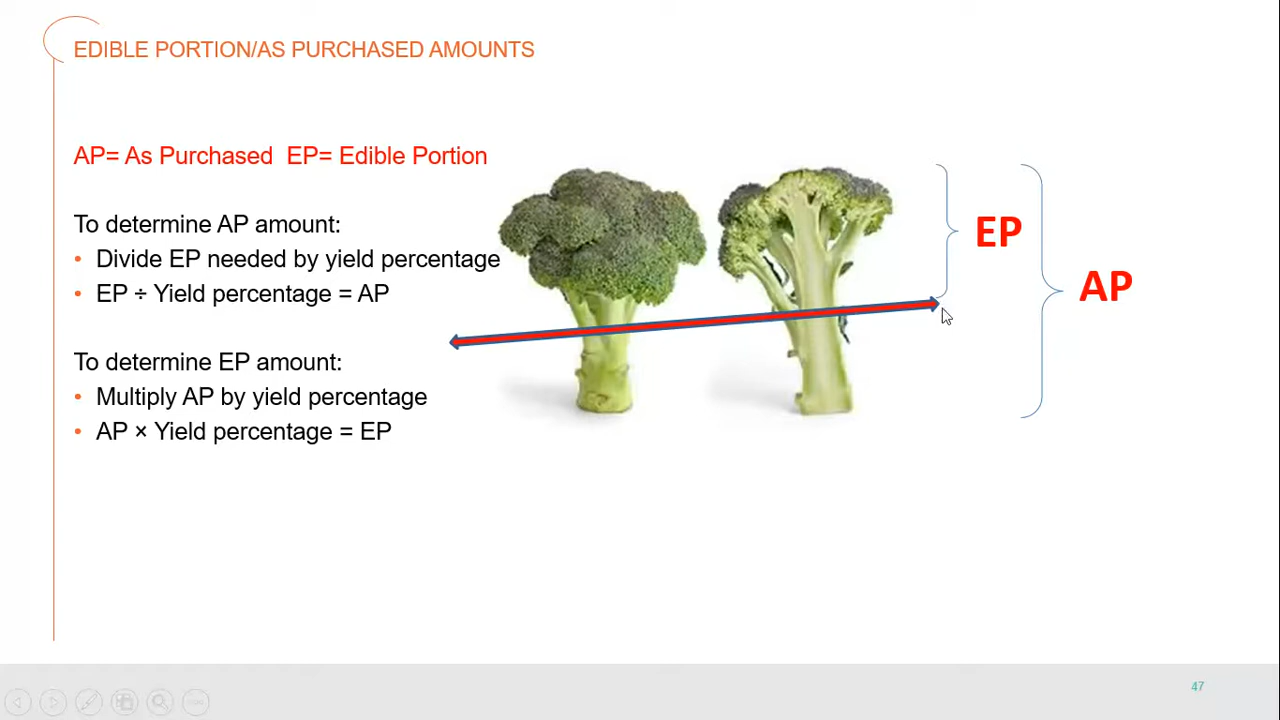 EDIBLE PORTION/AS PURCHASED AMOUNTS
AP= As Purchased  EP= Edible Portion
To determine AP amount:
• Divide EP needed by yield percentage
• EP ÷ Yield percentage = AP
To determine EP amount:
• Multiply AP by yield percentage
• AP × Yield percentage = EP
EP
AP
47